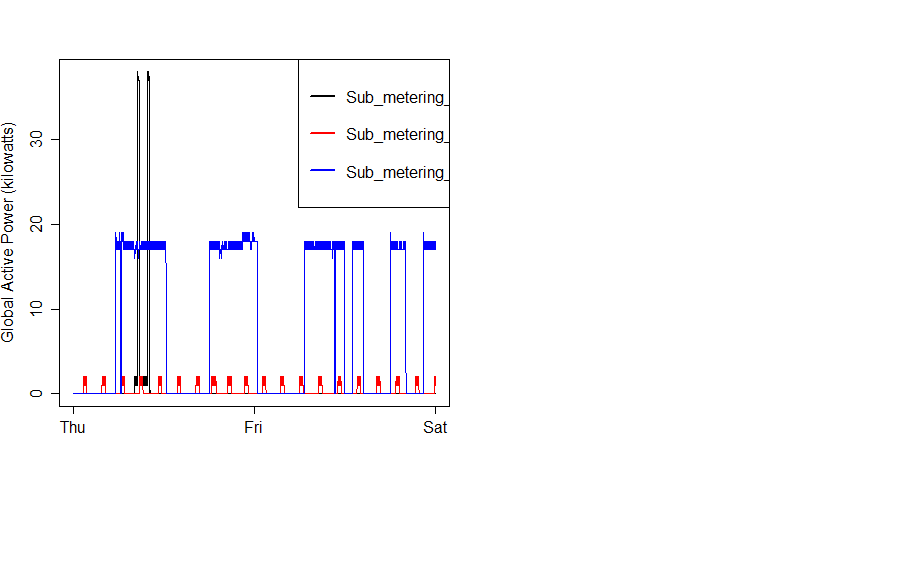 Global Active Power (kilowatts)
30
20
10
0
Sub_metering_
Sub_metering_
Sub_metering_
Thu Fri Sat